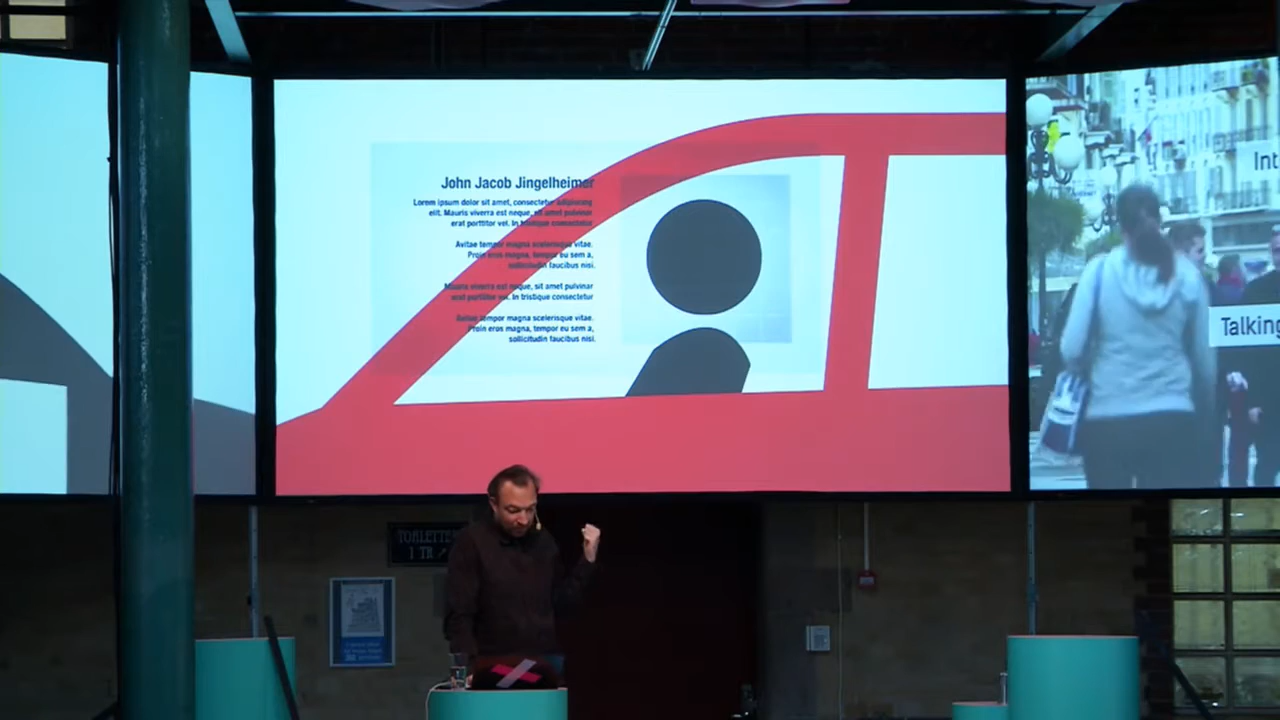 John Jacob Jingelheimer
Lorem ipsum dolor sit amet, consectetur adipiscing
elit. Mauris viverra est neque, sit amet pulvinar
erat porttitor vel. In tristique consectetur
Avitae tempor magna scelerisque vitae.
Proin eros magna, tempor eu sem a,
sollicitudin faucibus nisi.
Mauris viverra est neque, sit amet pulvinar
erat porttitor vel. In tristique consectetur
Avitae tempor magna scelerisque vitae.
Proin eros magna, tempor eu sem a,
sollicitudin faucibus nisi.
Int
Talking